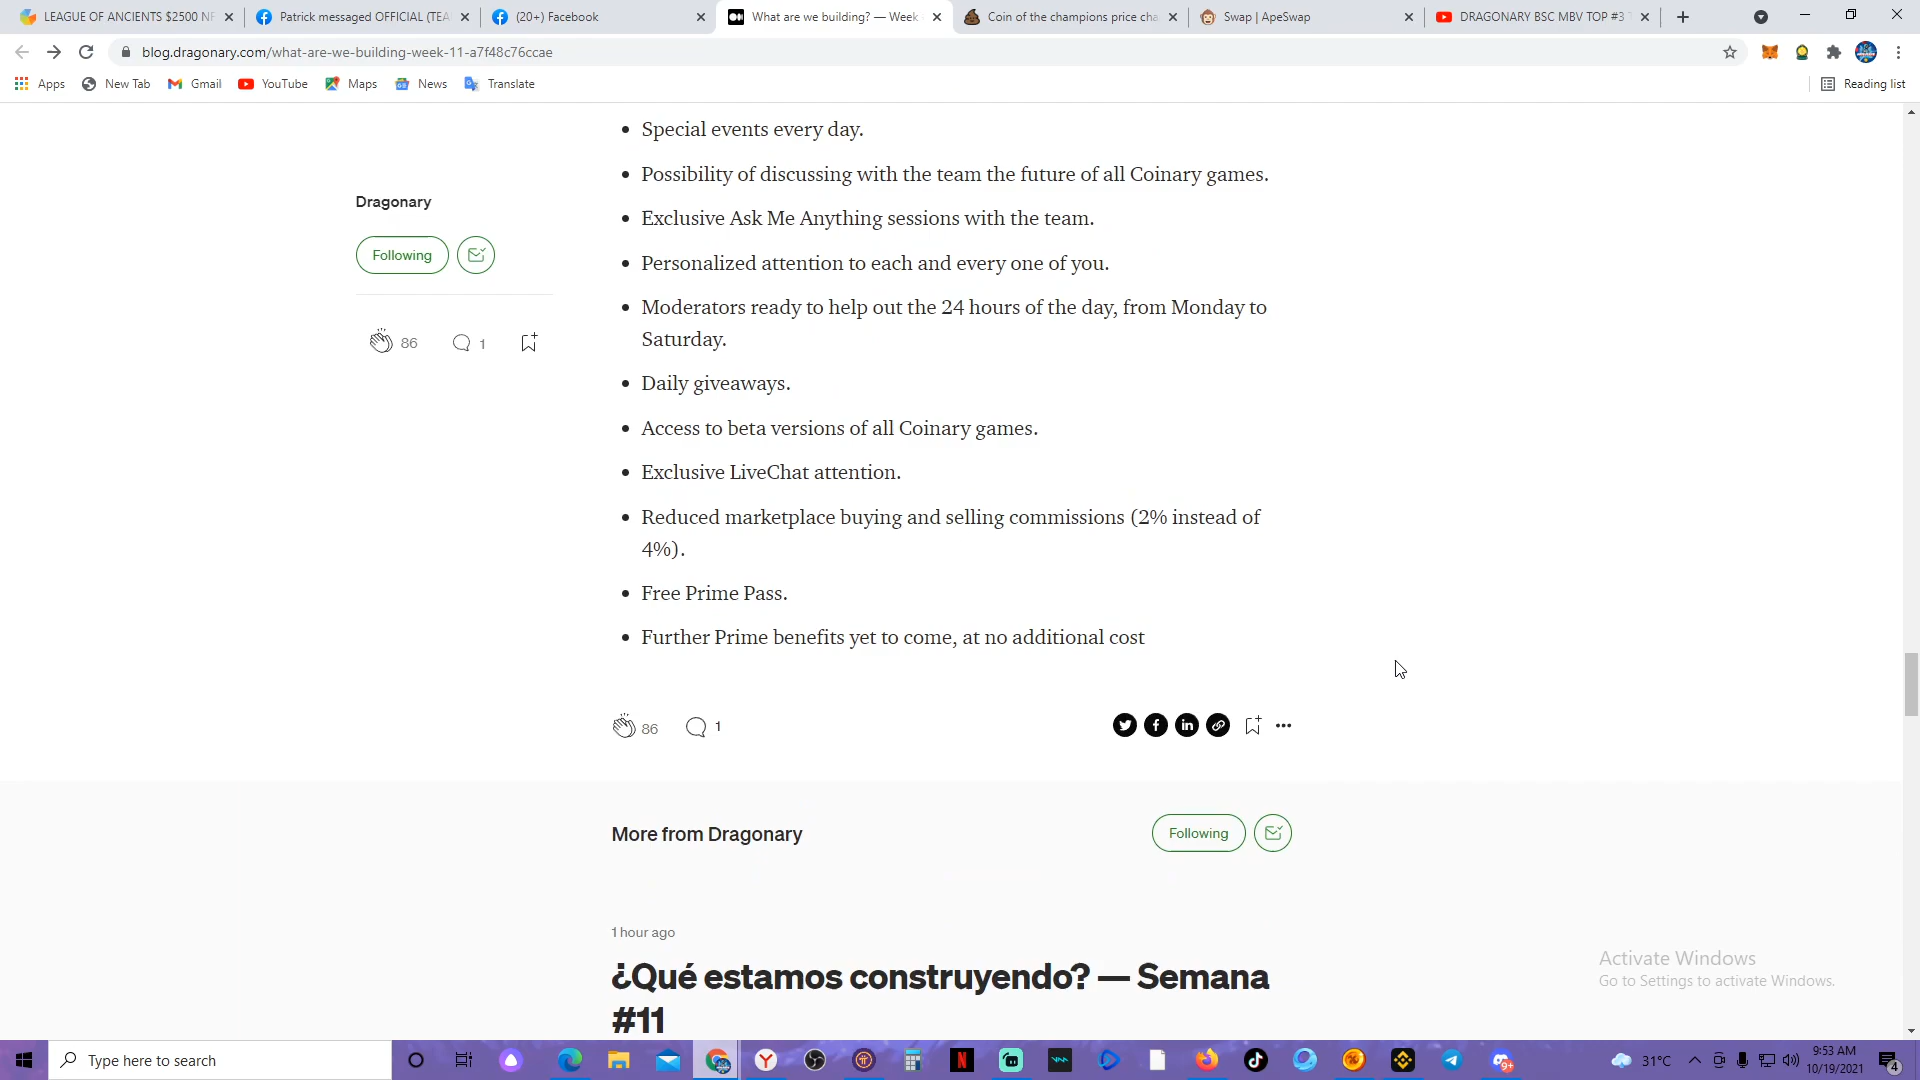 LEAGUE OF ANCIENTS $2500 NF
Patrick messaged OFFICIAL (TEA
(20+) Facebook
What are we building? — Week
Coin of the champions price cha
Swap | ApeSwap
DRAGONARY BSC MBV TOP #3 T
blog.dragonary.com/what-are-we-building-week-11-a7f48c76ccae
Apps
New Tab
Gmail
YouTube
Maps
News
Translate
Reading list
• Special events every day.
• Possibility of discussing with the team the future of all Coinary games.
Dragonary
• Exclusive Ask Me Anything sessions with the team.
Following
• Personalized attention to each and every one of you.
• Moderators ready to help out the 24 hours of the day, from Monday to
Saturday.
86
1
• Daily giveaways.
• Access to beta versions of all Coinary games.
• Exclusive LiveChat attention.
• Reduced marketplace buying and selling commissions (2% instead of
4%).
• Free Prime Pass.
• Further Prime benefits yet to come, at no additional cost
86
1
More from Dragonary
Following
1 hour ago
¿Qué estamos construyendo? — Semana
#11
Activate Windows
Go to Settings to activate Windows.
Type here to search
9+
31°C
9:53 AM
10/19/2021
4